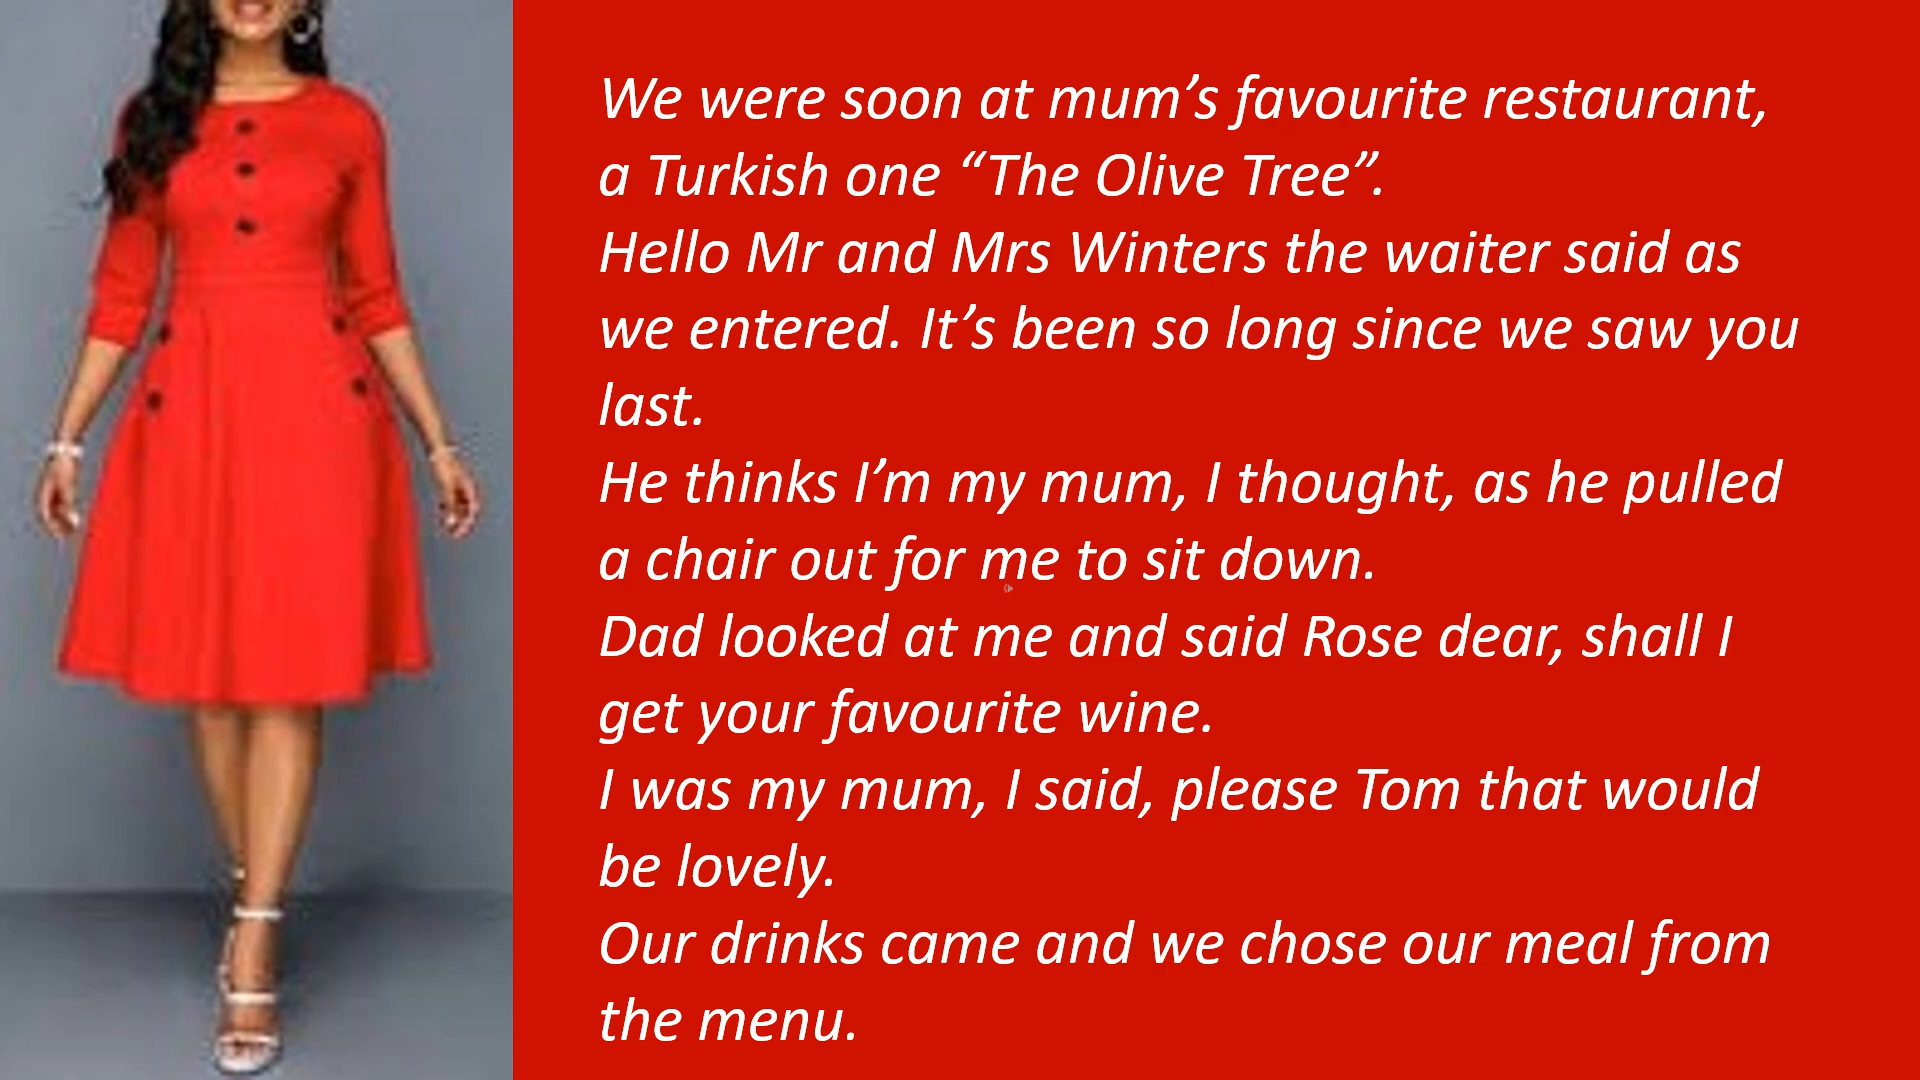 We were soon at mum’s favourite restaurant,
a Turkish one “The Olive Tree”.
Hello Mr and Mrs Winters the waiter said as
we entered. It’s been so long since we saw you
last.
He thinks I’m my mum, I thought, as he pulled
a chair out for me to sit down.
Dad looked at me and said Rose dear, shall I
get your favourite wine.
I was my mum, I said, please Tom that would
be lovely.
Our drinks came and we chose our meal from
the menu.